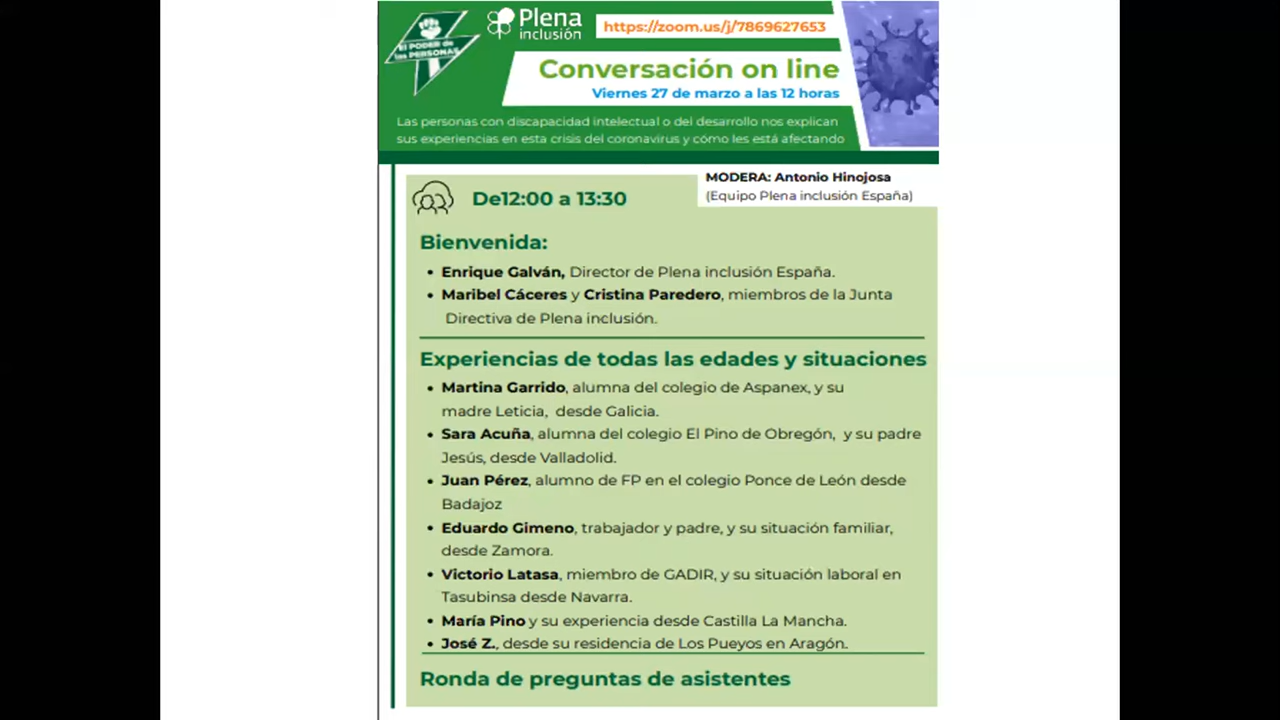 El PODER de
las PERSONAS
Plena
inclusión
https://zoom.us/j/7869627653
Conversación on line
Viernes 27 de marzo a las 12 horas
Las personas con discapacidad intelectual o del desarrollo nos explican
sus experiencias en esta crisis del coronavirus y cómo les está afectando
MODERA: Antonio Hinojosa
(Equipo Plena inclusión España)
De12:00 a 13:30
Bienvenida:
• Enrique Galván, Director de Plena inclusión España.
• Maribel Cáceres y Cristina Paredero, miembros de la Junta
Directiva de Plena inclusión.
Experiencias de todas las edades y situaciones
• Martina Garrido, alumna del colegio de Aspanex, y su
madre Leticia, desde Galicia.
• Sara Acuña, alumna del colegio El Pino de Obregón, y su padre
Jesús, desde Valladolid.
• Juan Pérez, alumno de FP en el colegio Ponce de León desde
Badajoz
• Eduardo Gimeno, trabajador y padre, y su situación familiar,
desde Zamora.
• Victorio Latasa, miembro de GADIR, y su situación laboral en
Tasubinsa desde Navarra.
• María Pino y su experiencia desde Castilla La Mancha.
• José Z., desde su residencia de Los Pueyos en Aragón.
Ronda de preguntas de asistentes